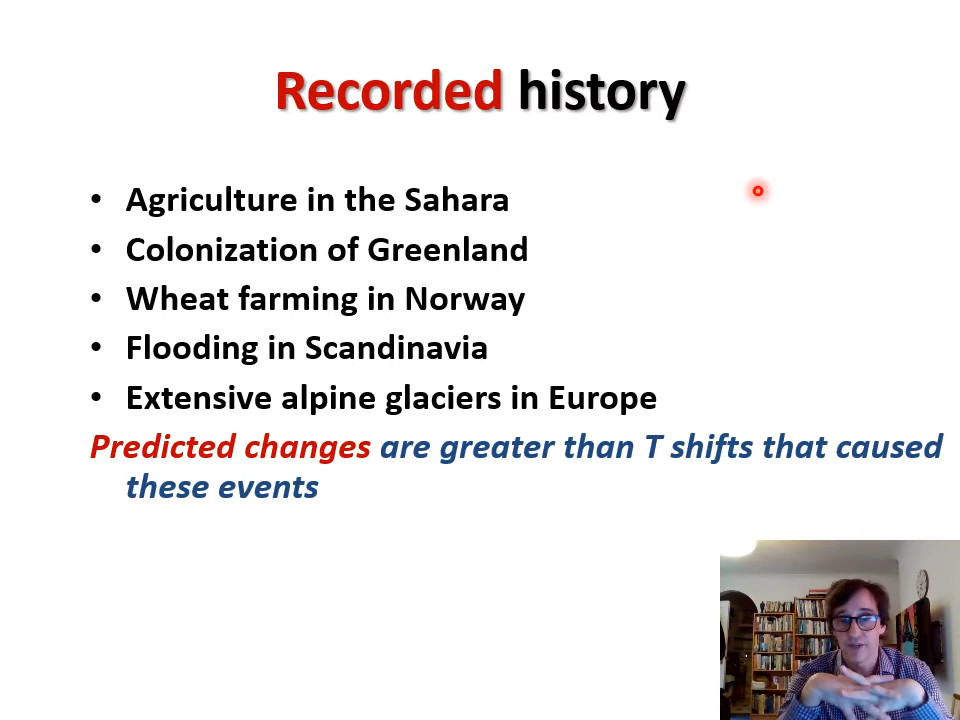 Recorded history
• Agriculture in the Sahara
• Colonization of Greenland
• Wheat farming in Norway
• Flooding in Scandinavia
• Extensive alpine glaciers in Europe
Predicted changes are greater than T shifts that caused
these events